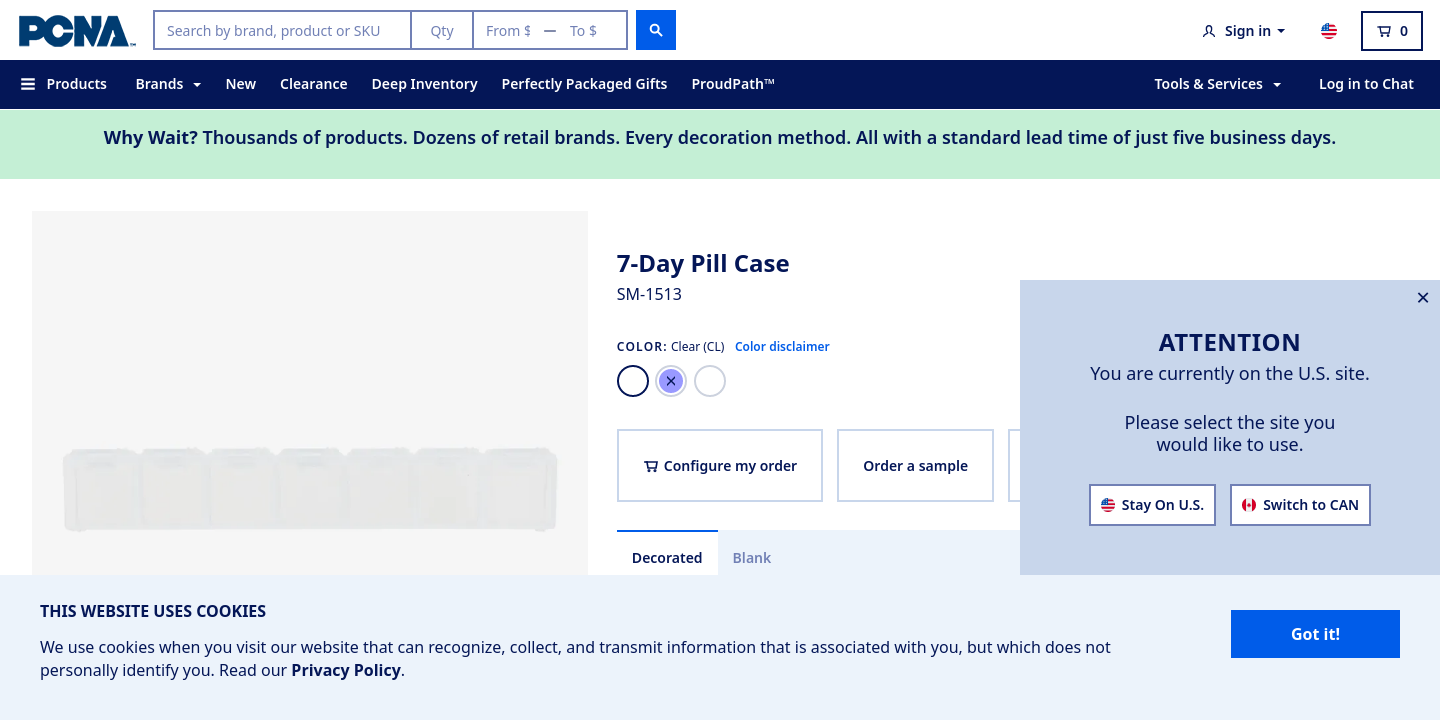 PCNA™
Search by brand, product or SKU
Qty
From $ — To $
Sign in
0
Products
Brands
New
Clearance
Deep Inventory
Perfectly Packaged Gifts
ProudPath™
Tools & Services
Log in to Chat
Why Wait? Thousands of products. Dozens of retail brands. Every decoration method. All with a standard lead time of just five business days.
7-Day Pill Case
SM-1513
COLOR: Clear (CL) Color disclaimer
Configure my order
Order a sample
Decorated
Blank
ATTENTION
You are currently on the U.S. site.
Please select the site you
would like to use.
Stay On U.S.
Switch to CAN
THIS WEBSITE USES COOKIES
We use cookies when you visit our website that can recognize, collect, and transmit information that is associated with you, but which does not
personally identify you. Read our Privacy Policy.
Got it!